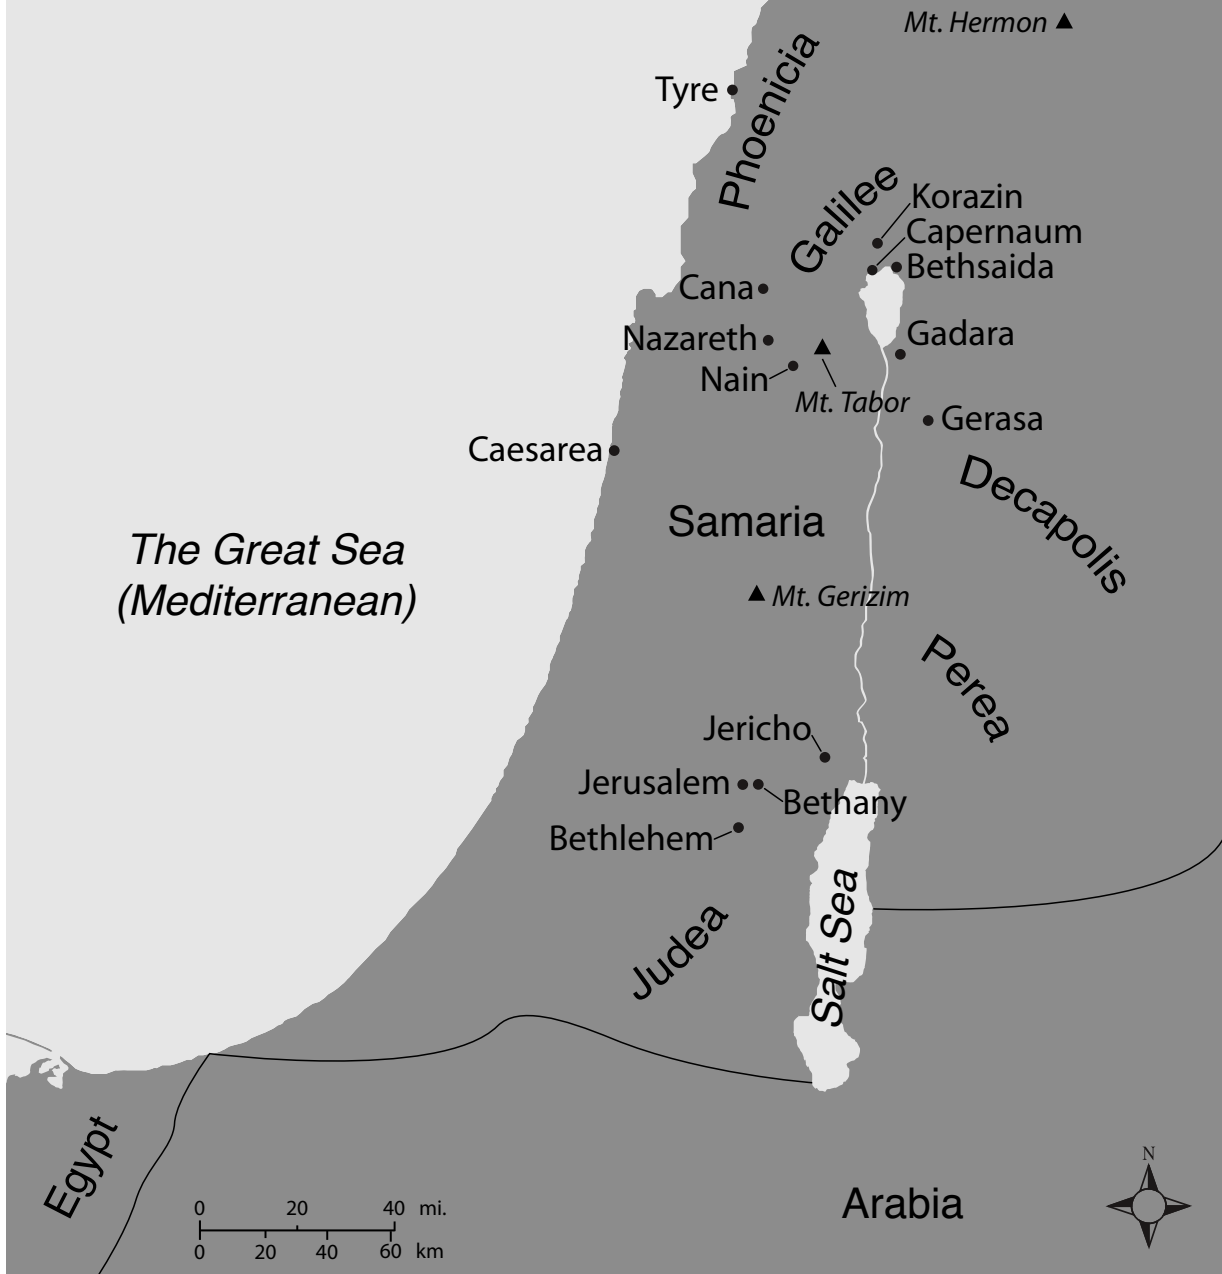 Mt. Hermon
Tyre
Phoenicia
Galilee
Korazin
Capernaum
Bethsaida
Cana
Nazareth
Gadara
Nain
Mt. Tabor
Gerasa
Caesarea
Decapolis
Samaria
The Great Sea
(Mediterranean)
Mt. Gerizim
Perea
Jericho
Jerusalem
Bethany
Bethlehem
Salt Sea
Judea
Egypt
N
Arabia
0 20 40 mi.
0 20 40 60 km